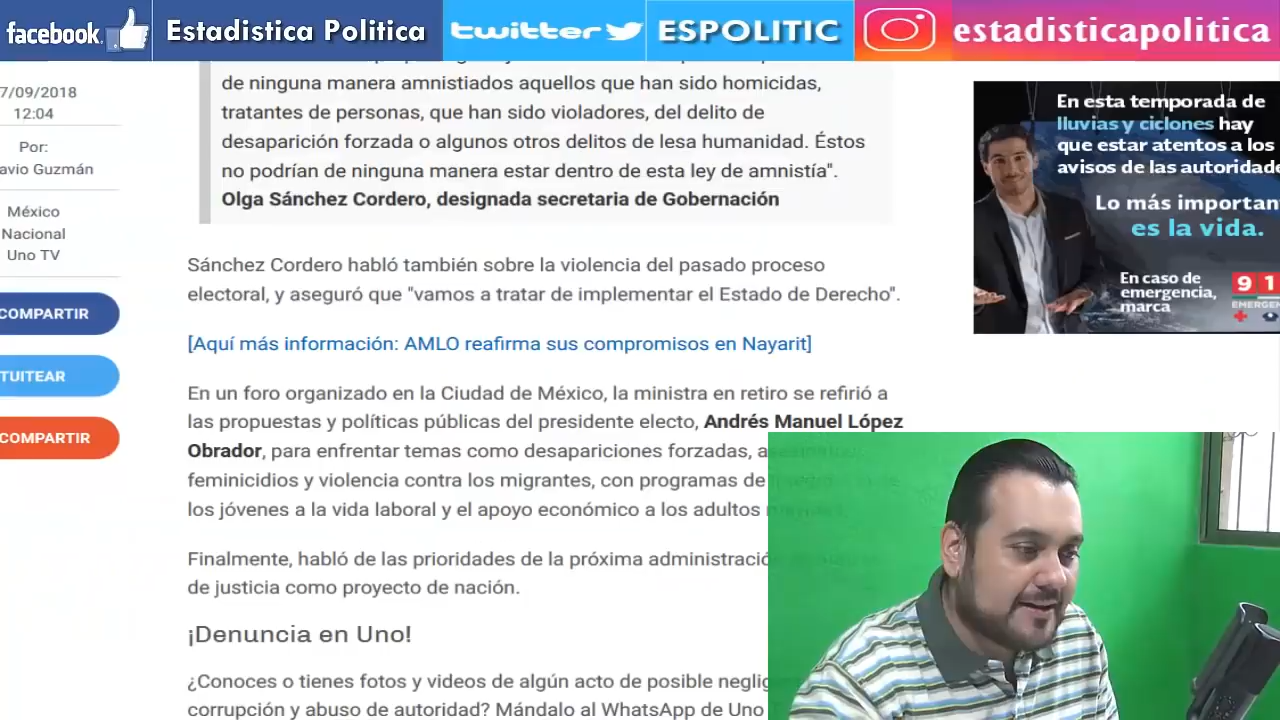 facebook. Estadistica Politica twitter ESPOLITIC estadisticapolitica
7/09/2018
12:04
Por:
avio Guzmán
México
Nacional
Uno TV
COMPARTIR
TUITEAR
COMPARTIR
de ninguna manera amnistiados aquellos que han sido homicidas,
tratantes de personas, que han sido violadores, del delito de
desaparición forzada o algunos otros delitos de lesa humanidad. Éstos
no podrían de ninguna manera estar dentro de esta ley de amnistía".
Olga Sánchez Cordero, designada secretaria de Gobernación
Sánchez Cordero habló también sobre la violencia del pasado proceso
electoral, y aseguró que "vamos a tratar de implementar el Estado de Derecho".
[Aquí más información: AMLO reafirma sus compromisos en Nayarit]
En un foro organizado en la Ciudad de México, la ministra en retiro se refirió a
las propuestas y políticas públicas del presidente electo, Andrés Manuel López
Obrador, para enfrentar temas como desapariciones forzadas,
feminicidios y violencia contra los migrantes, con programas de
los jóvenes a la vida laboral y el apoyo económico a los adultos
Finalmente, habló de las prioridades de la próxima administración
de justicia como proyecto de nación.
¡Denuncia en Uno!
¿Conoces o tienes fotos y videos de algún acto de posible neglig
corrupción y abuso de autoridad? Mándalo al WhatsApp de Uno
En esta temporada de
lluvias y ciclones hay
que estar atentos a los
avisos de las autoridade
Lo más importan
es la vida.
En caso de
emergencia,
marca
9 1
EMERGEN